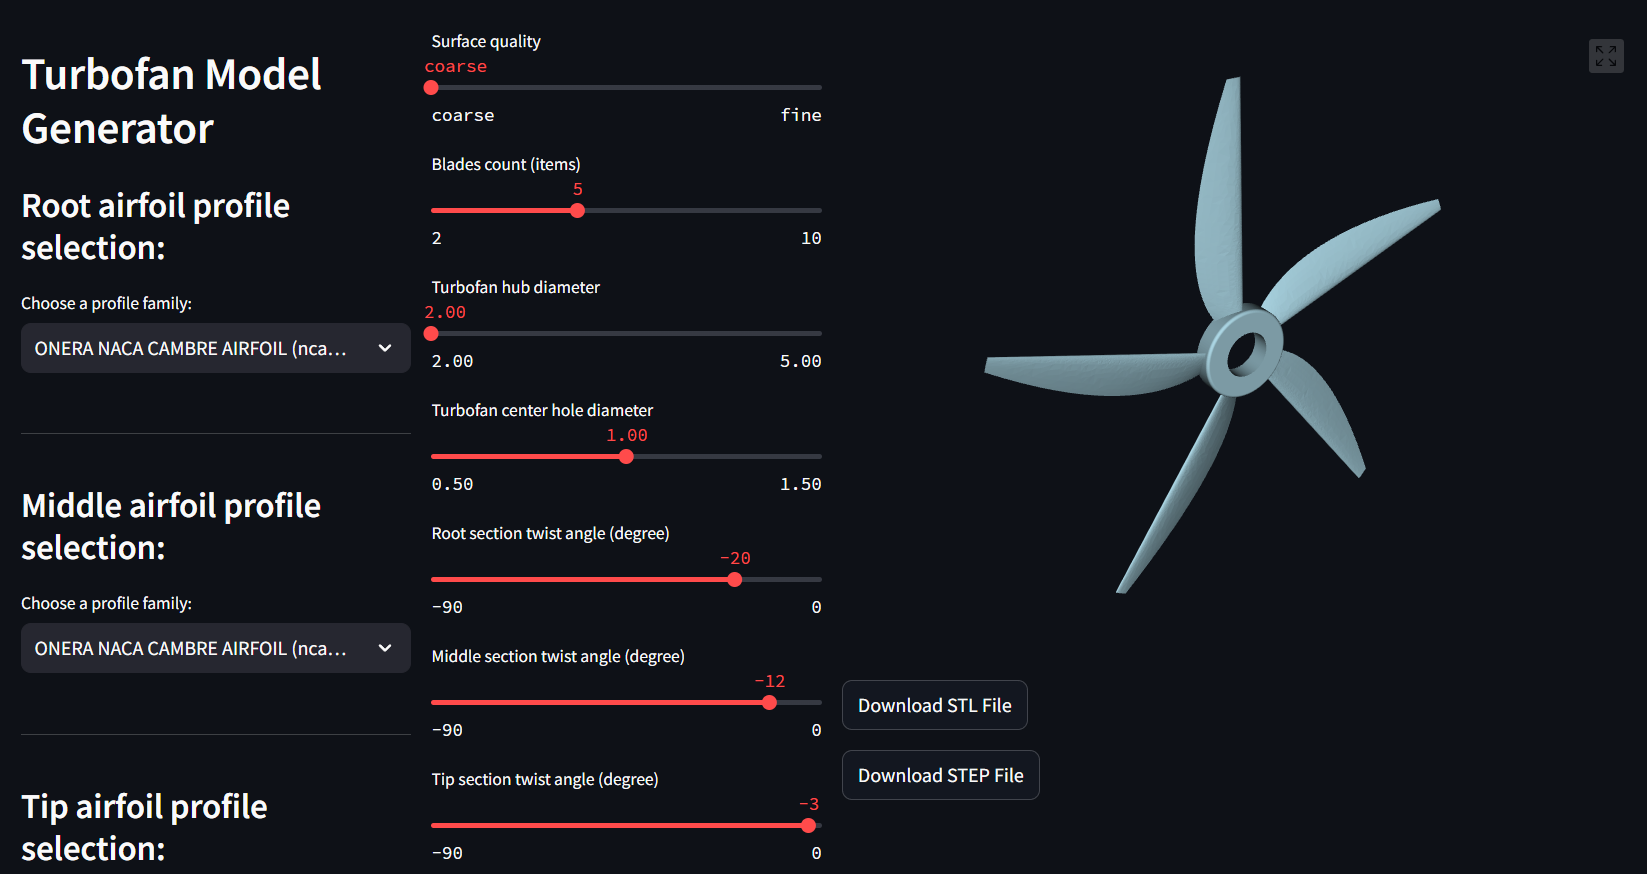 Turbofan Model
Generator
Root airfoil profile
selection:
Choose a profile family:
ONERA NACA CAMBRE AIRFOIL (nca...
Middle airfoil profile
selection:
Choose a profile family:
ONERA NACA CAMBRE AIRFOIL (nca...
Tip airfoil profile
selection:
Surface quality
coarse
coarse fine
Blades count (items)
5
2 10
Turbofan hub diameter
2.00
2.00 5.00
Turbofan center hole diameter
1.00
0.50 1.50
Root section twist angle (degree)
-20
-90 0
Middle section twist angle (degree)
-12
-90 0
Tip section twist angle (degree)
-3
-90 0
Download STL File
Download STEP File